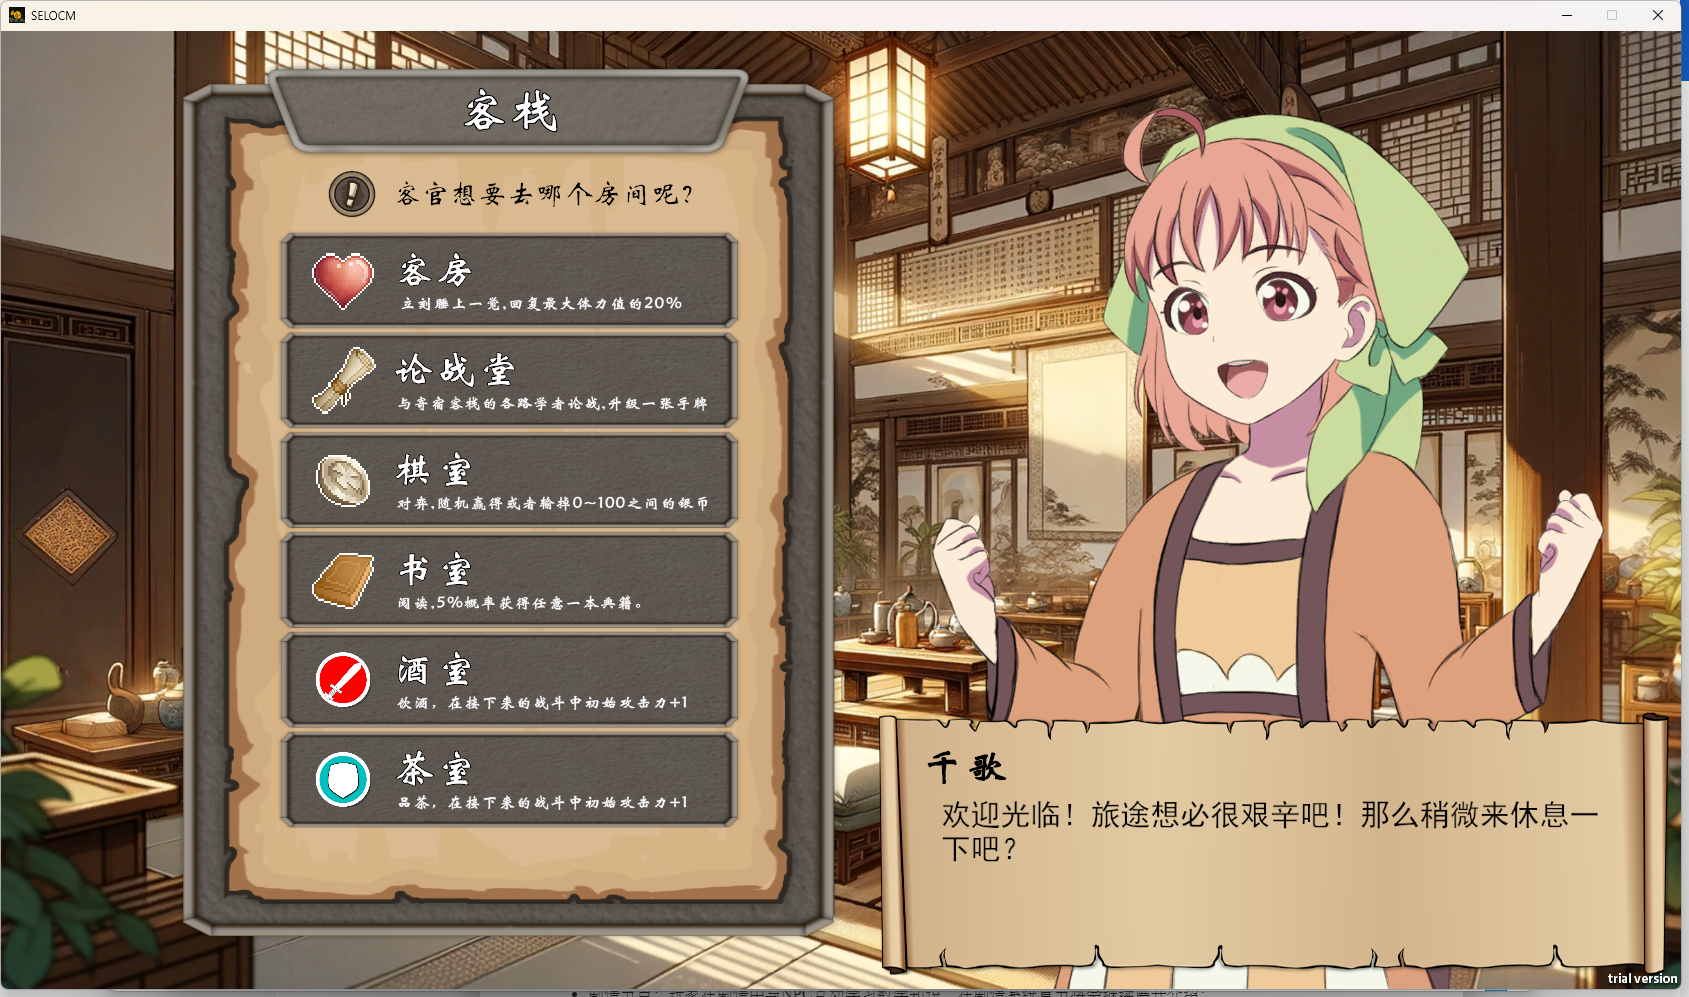 SELOCM
客栈
客官想要去哪个房间呢?
客房
立刻睡上一觉,回复最大体力值的20%
论战堂
与寄宿客栈的各路学者论战,升级一张手牌
棋室
对弈,随机赢得或者输掉0~100之间的银币
书室
阅读,5%概率获得任意一本典籍。
酒室
饮酒，在接下来的战斗中初始攻击力+1
茶室
品茶，在接下来的战斗中初始攻击力+1
千歌
欢迎光临！旅途想必很艰辛吧！那么稍微来休息一
下吧？
trial version